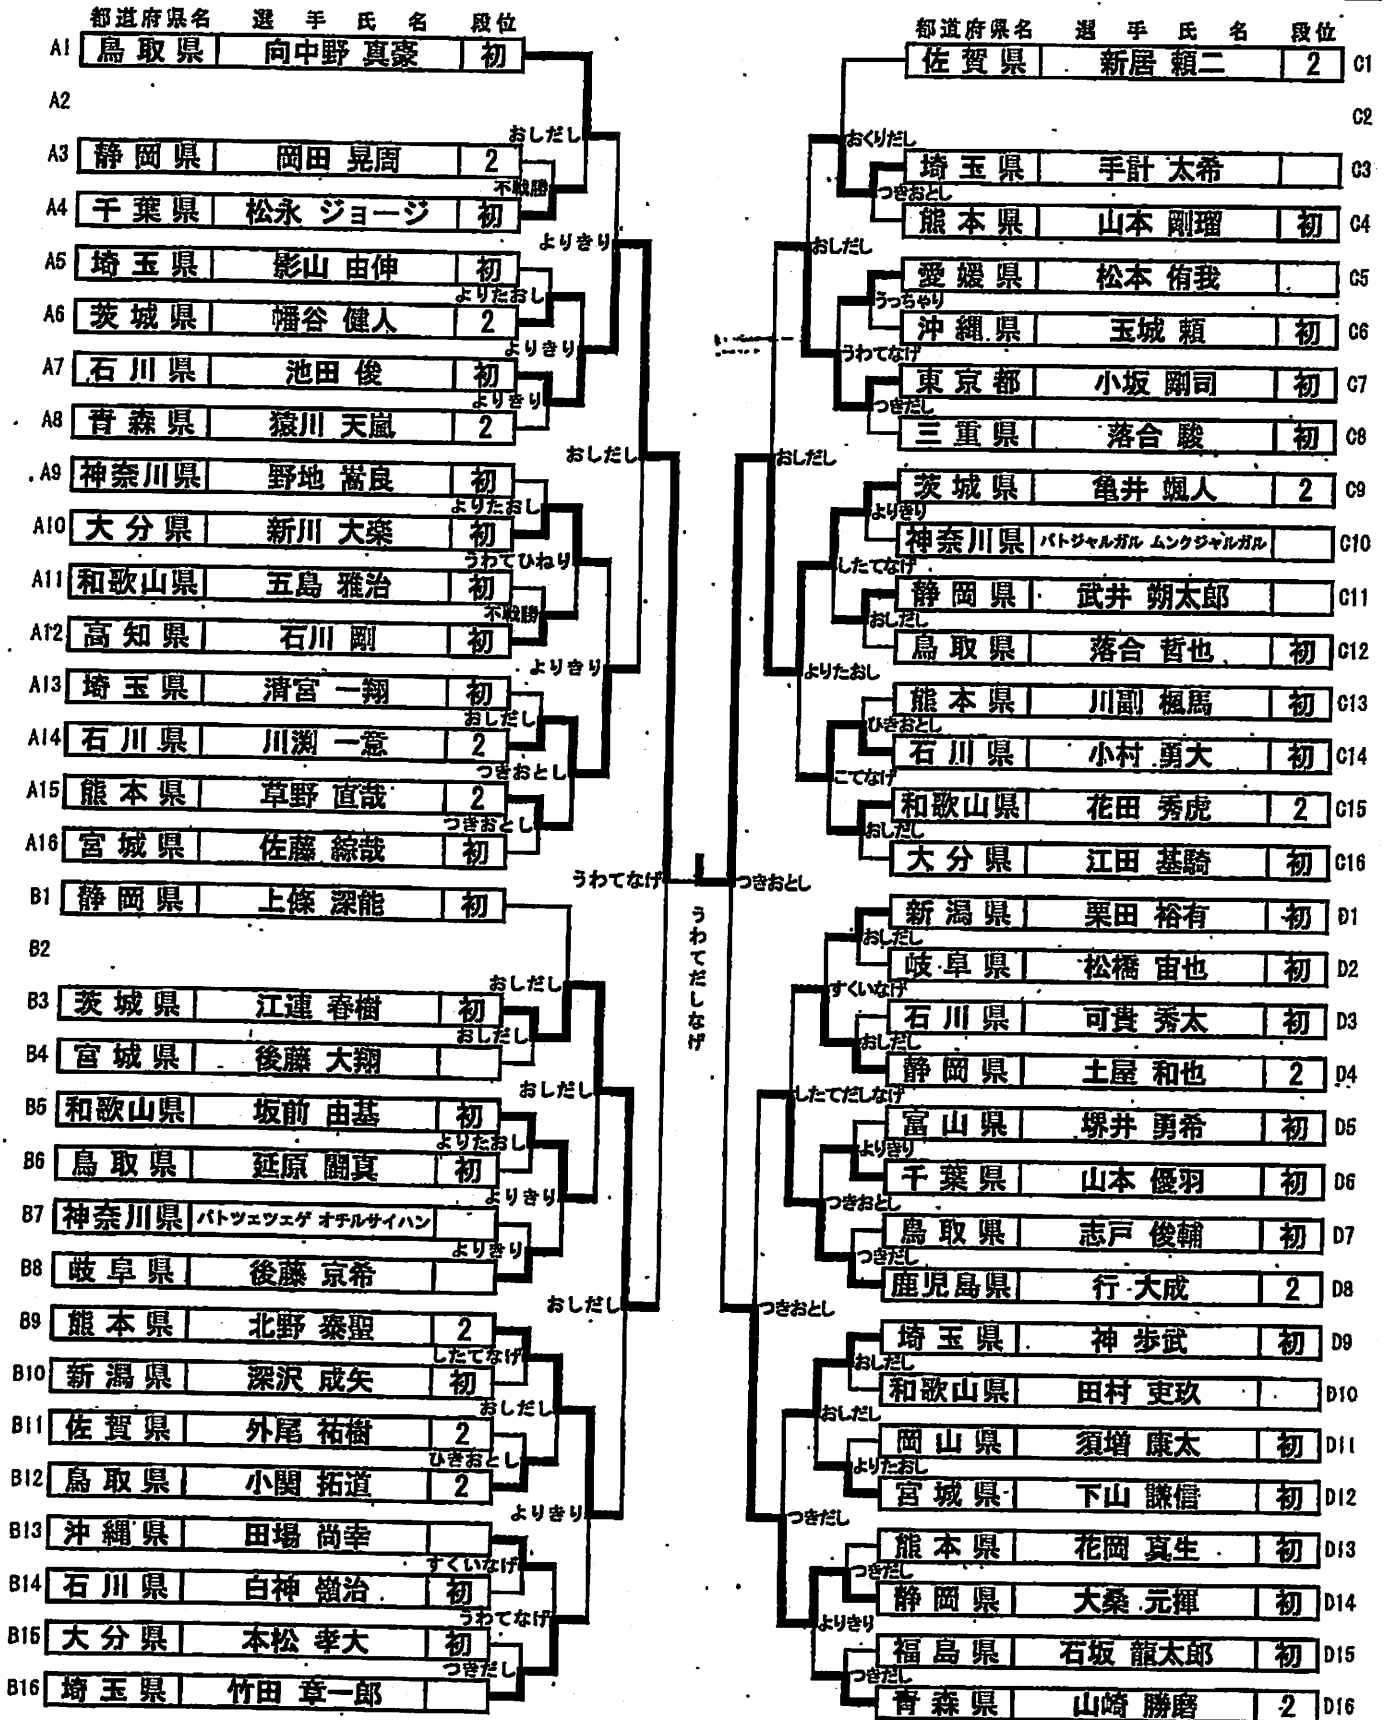 都道府県名 選手氏名 段位
A1 鳥取県 向中野 真豪 初
A2
おしだし
A3 静岡県 岡田 晃周 2
不戦勝
A4 千葉県 松永 ジョージ 初
よりきり
A5 埼玉県 影山 由伸 初
よりたおし
A6 茨城県 幡谷 健人 2
よりきり
A7 石川県 池田 俊 初
よりきり
A8 青森県 猿川 天嵐 2
おしだし
A9 神奈川県 野地 嵩良 初
よりたおし
A10 大分県 新川 大楽 初
うわてひねり
A11 和歌山県 五島 雅治 初
不戦勝
A12 高知県 石川 剛 初
よりきり
A13 埼玉県 清宮 一翔 初
おしだし
A14 石川県 川渕 一意 2
つきおとし
A15 熊本県 草野 直哉 2
つきおとし
A16 宮城県 佐藤 綜哉 初
うわてなげ
B1 静岡県 上條 深能 初
B2
おしだし
B3 茨城県 江連 春樹 初
おしだし
B4 宮城県 後藤 大翔
おしだし
B5 和歌山県 坂前 由基 初
よりたおし
B6 鳥取県 延原 闘真 初
よりきり
B7 神奈川県 バトツェツェゲ オチルサイハン
よりきり
B8 岐阜県 後藤 京希
おしだし
B9 熊本県 北野 泰聖 2
したてなげ
B10 新潟県 深沢 成矢 初
おしだし
B11 佐賀県 外尾 祐樹 2
ひきおとし
B12 鳥取県 小関 拓道 2
よりきり
B13 沖縄県 田場 尚幸
すくいなげ
B14 石川県 白神 嶺治 初
うわてなげ
B15 大分県 本松 孝大 初
つきだし
B16 埼玉県 竹田 章一郎
うわてだしなげ
都道府県名 選手氏名 段位
佐賀県 新居 頼二 2 C1
C2
おくりだし
埼玉県 手計 太希 C3
つきおとし
熊本県 山本 剛瑠 初 C4
おしだし
愛媛県 松本 侑我 C5
うっちゃり
沖縄県 玉城 頼 初 C6
うわてなげ
東京都 小坂 剛司 初 C7
つきだし
三重県 落合 駿 初 C8
おしだし
茨城県 亀井 颯人 2 C9
よりきり
神奈川県 バトジャルガル ムンクジャルガル C10
したてなげ
静岡県 武井 朔太郎 C11
おしだし
鳥取県 落合 哲也 初 C12
よりたおし
熊本県 川副 楓馬 初 C13
ひきおとし
石川県 小村 勇大 初 C14
こてなげ
和歌山県 花田 秀虎 2 C15
おしだし
大分県 江田 基騎 初 C16
つきおとし
新潟県 栗田 裕有 初 D1
おしだし
岐阜県 松橋 宙也 初 D2
すくいなげ
石川県 可貴 秀太 初 D3
おしだし
静岡県 土屋 和也 2 D4
したてだしなげ
富山県 堺井 勇希 初 D5
よりきり
千葉県 山本 優羽 初 D6
つきおとし
鳥取県 志戸 俊輔 初 D7
つきだし
鹿児島県 行 大成 2 D8
つきおとし
埼玉県 神 歩武 初 D9
おしだし
和歌山県 田村 吏玖 D10
おしだし
岡山県 須増 康太 初 D11
よりたおし
宮城県 下山 謙信 初 D12
つきだし
熊本県 花岡 真生 初 D13
つきだし
静岡県 大桑 元揮 初 D14
よりきり
福島県 石坂 龍太郎 初 D15
つきだし
青森県 山崎 勝磨 2 D16